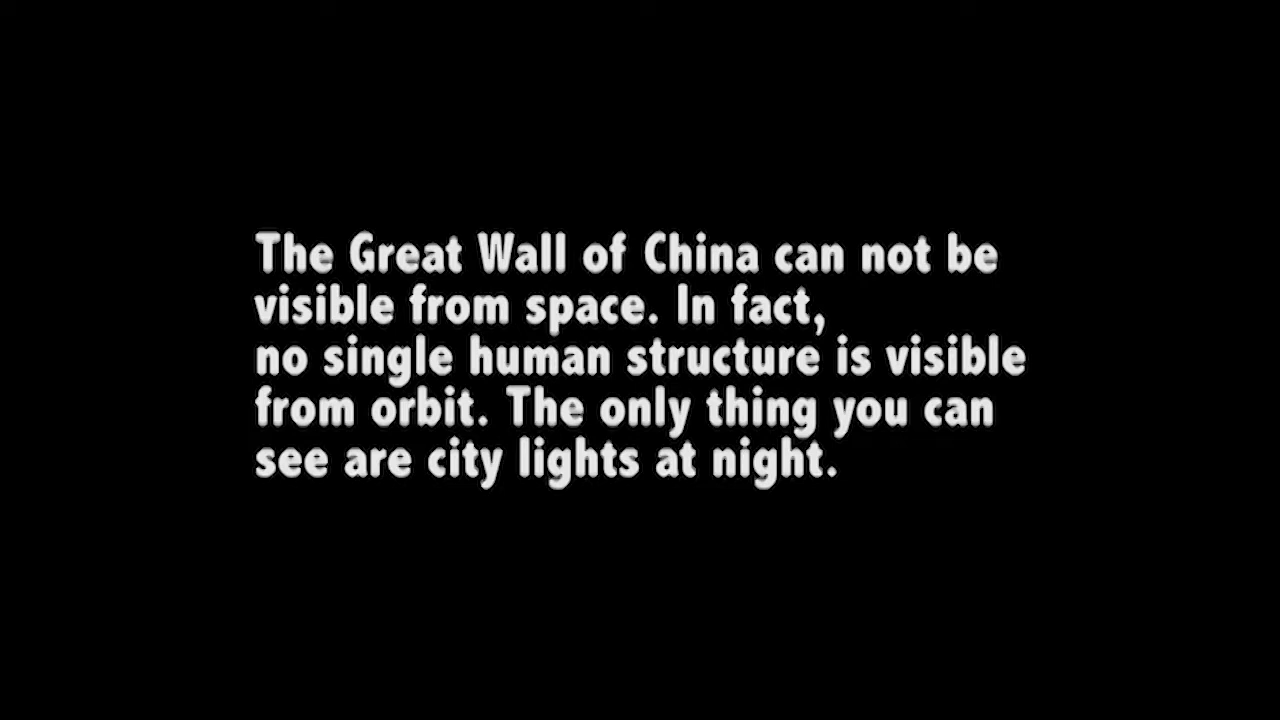 The Great Wall of China can not be
visible from space. In fact,
no single human structure is visible
from orbit. The only thing you can
see are city lights at night.